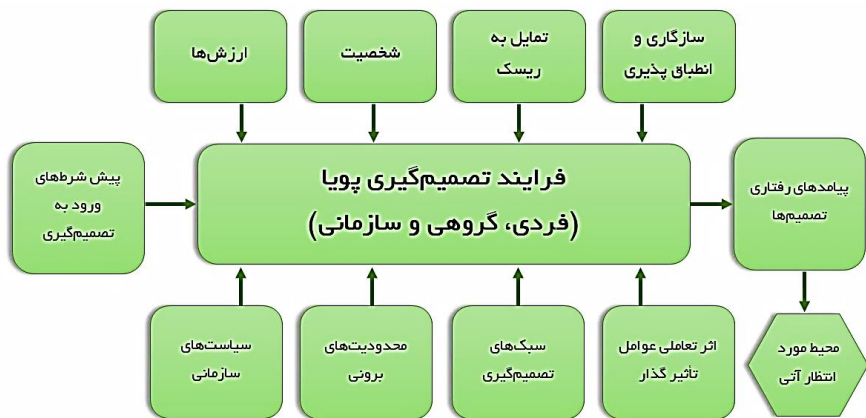 سازگاری و
انطباق پذیری
تمایل به
ریسک
شخصیت
ارزش‌ها
پیش شرط‌های
ورود به
تصمیم‌گیری
فرایند تصمیم‌گیری پویا
(فردی، گروهی و سازمانی)
پیامدهای رفتاری
تصمیم‌ها
محیط مورد
انتظار آتی
اثر تعاملی عوامل
تأثیر گذار
سبک‌های
تصمیم‌گیری
محدودیت‌های
برونی
سیاست‌های
سازمانی